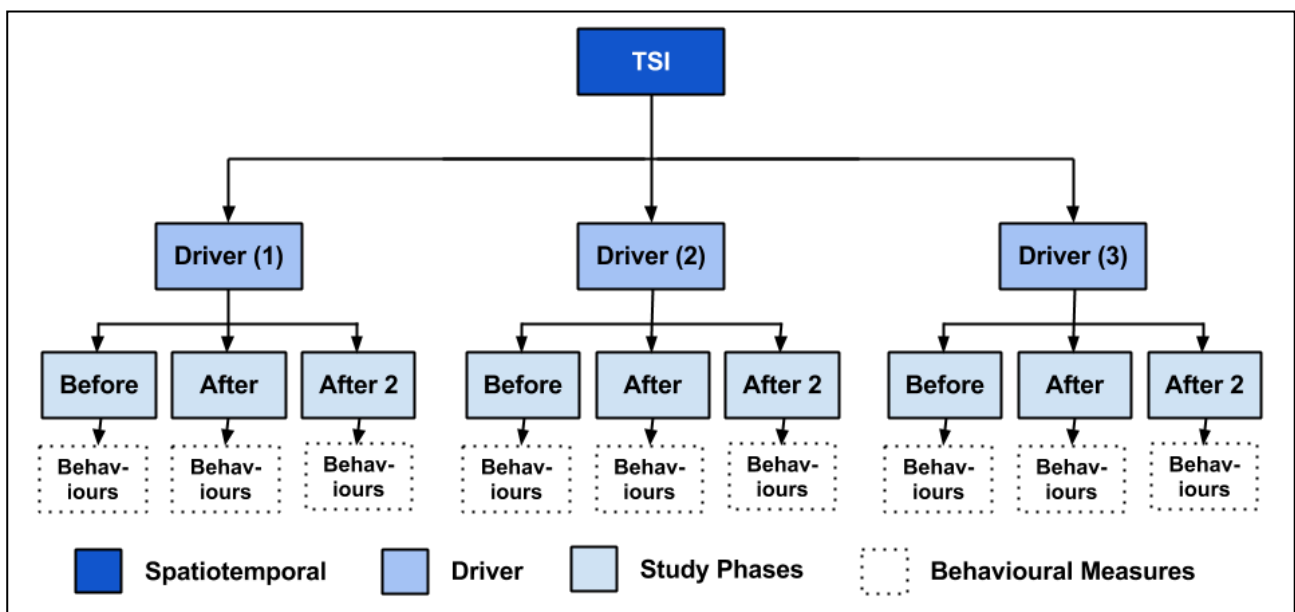 TSI
Driver (1)
Driver (2)
Driver (3)
Before
After
After 2
Before
After
After 2
Before
After
After 2
Behav-
iours
Behav-
iours
Behav-
iours
Behav-
iours
Behav-
iours
Behav-
iours
Behav-
iours
Behav-
iours
Behav-
iours
Spatiotemporal
Driver
Study Phases
Behavioural Measures